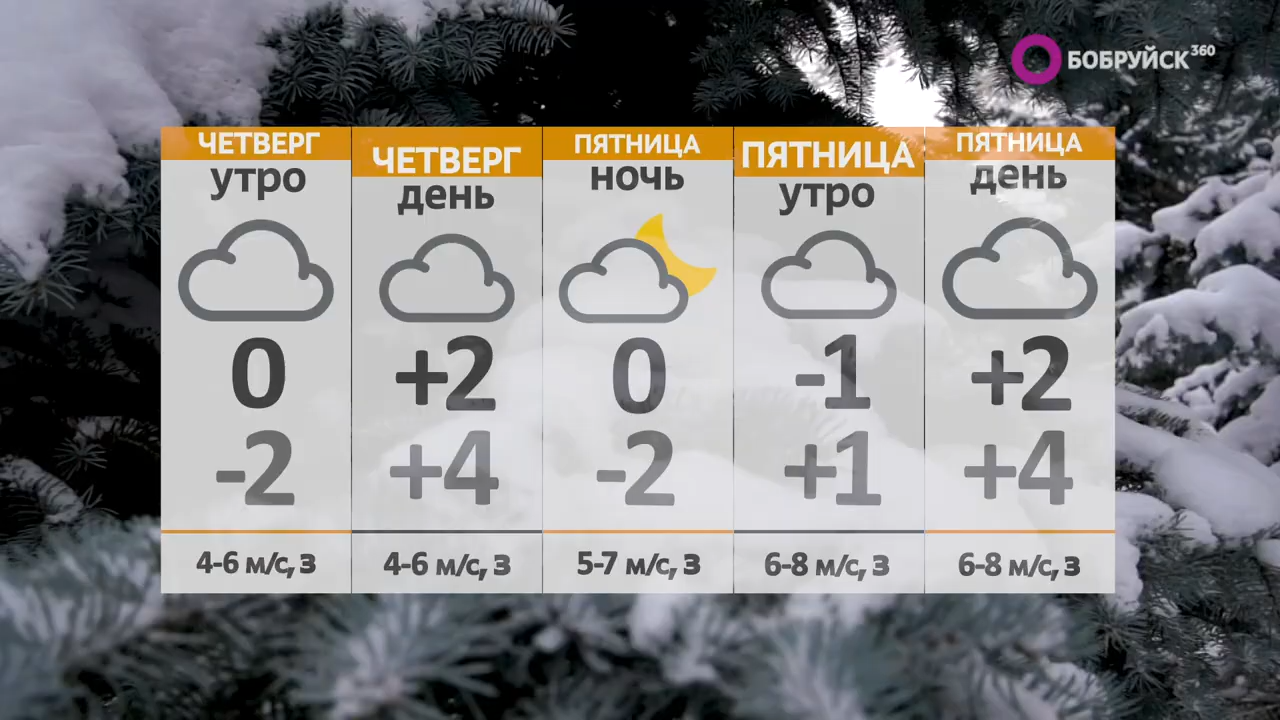 БОБРУЙСК360
ЧЕТВЕРГ
утро
0
-2
4-6 м/с, З
ЧЕТВЕРГ
день
+2
+4
4-6 м/с, З
ПЯТНИЦА
ночь
0
-2
5-7 м/с, З
ПЯТНИЦА
утро
-1
+1
6-8 м/с, З
ПЯТНИЦА
день
+2
+4
6-8 м/с, З